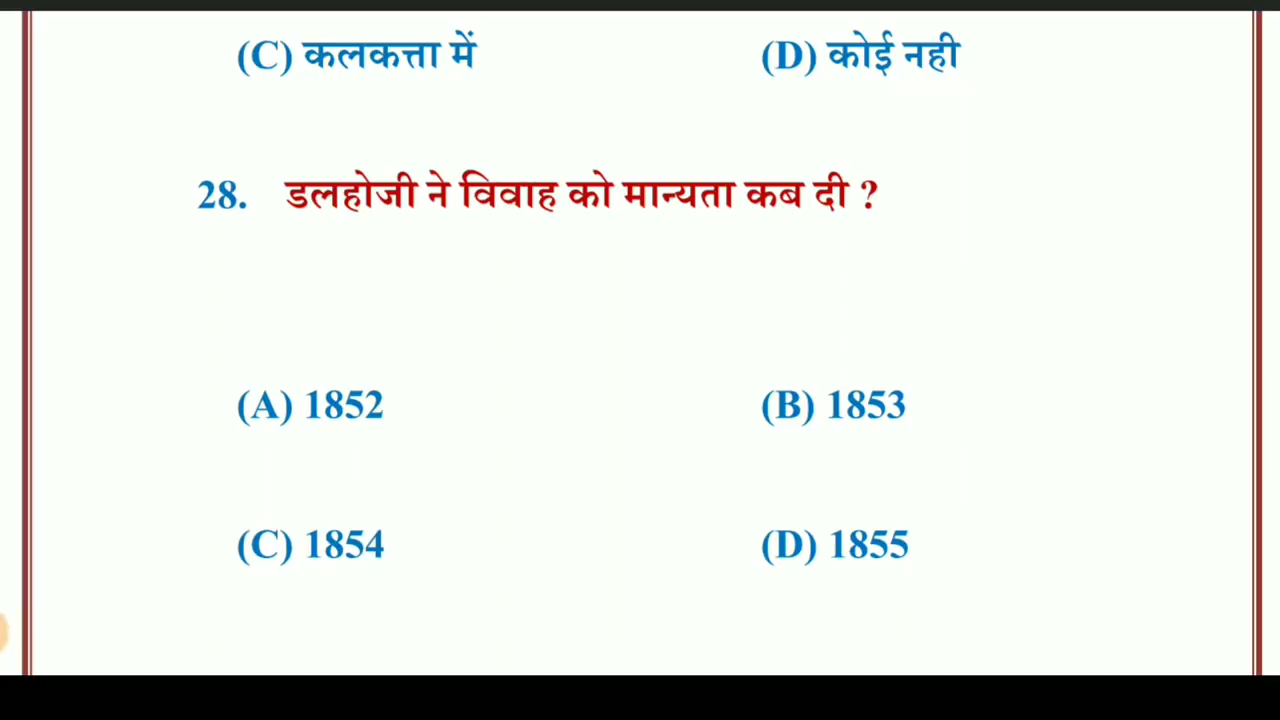 (C) कलकत्ता में (D) कोई नही
28. डलहोजी ने विवाह को मान्यता कब दी ?
(A) 1852 (B) 1853
(C) 1854 (D) 1855